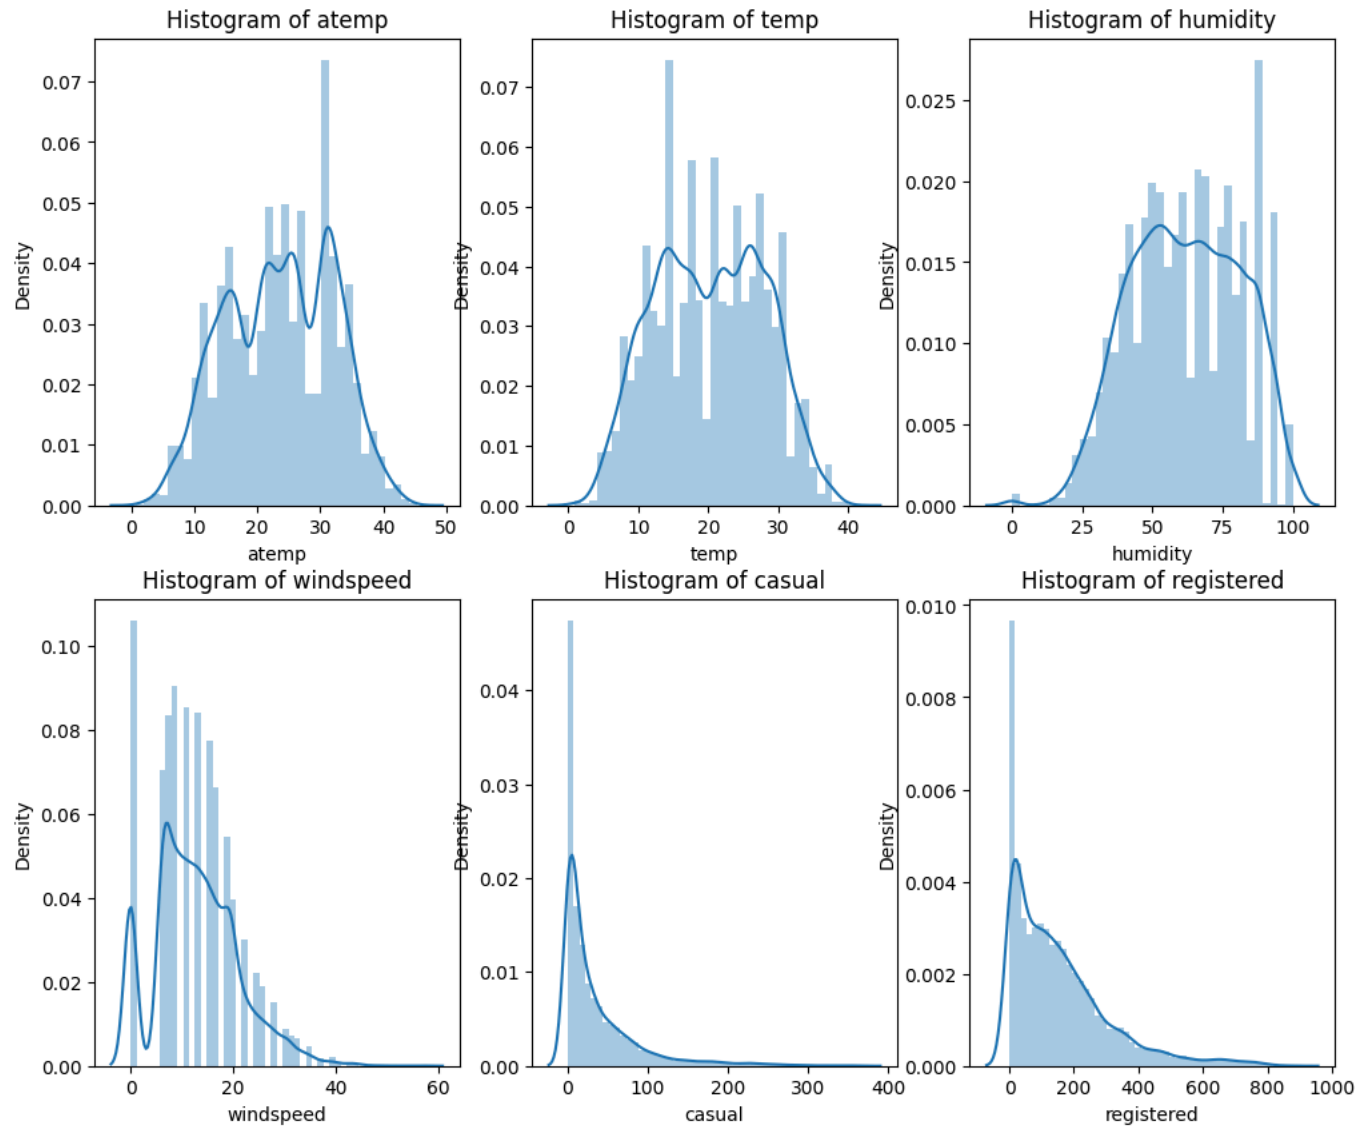 Histogram of atemp
Density
0.07
0.06
0.05
0.04
0.03
0.02
0.01
0.00
0 10 20 30 40 50
atemp
Histogram of temp
Density
0.07
0.06
0.05
0.04
0.03
0.02
0.01
0.00
0 10 20 30 40
temp
Histogram of humidity
Density
0.025
0.020
0.015
0.010
0.005
0.000
0 25 50 75 100
humidity
Histogram of windspeed
Density
0.10
0.08
0.06
0.04
0.02
0.00
0 20 40 60
windspeed
Histogram of casual
Density
0.04
0.03
0.02
0.01
0.00
0 100 200 300 400
casual
Histogram of registered
Density
0.010
0.008
0.006
0.004
0.002
0.000
0 200 400 600 800 1000
registered